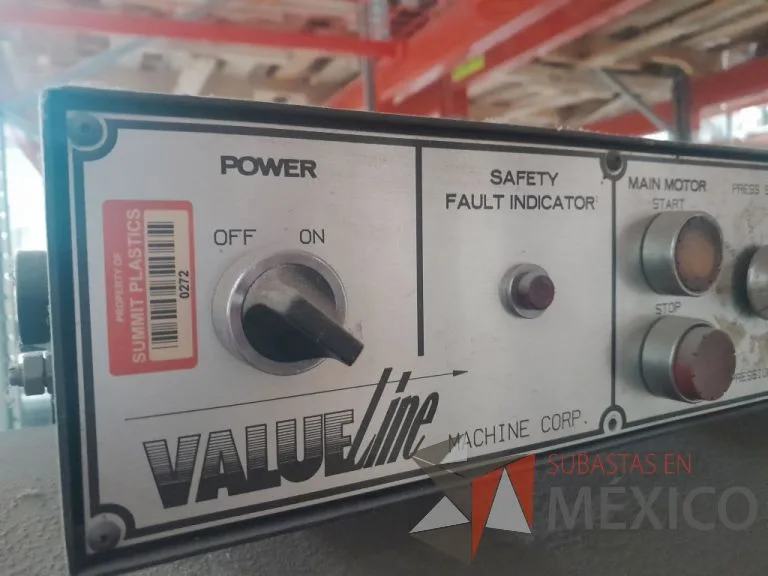 POWER
OFF ON
PROPERTY OF
SUMMIT PLASTICS
0272
SAFETY
FAULT INDICATOR
MAIN MOTOR
START
STOP
PRESS
VALUELine
MACHINE CORP.
SUBASTAS EN
MÉXICO